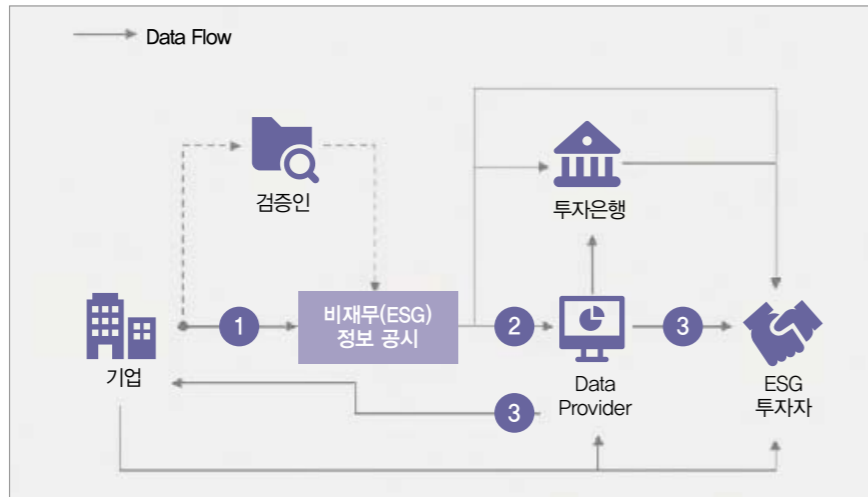 Data Flow
검증인
투자은행
1
비재무(ESG)
정보 공시
2
3
기업
3
Data
Provider
ESG
투자자